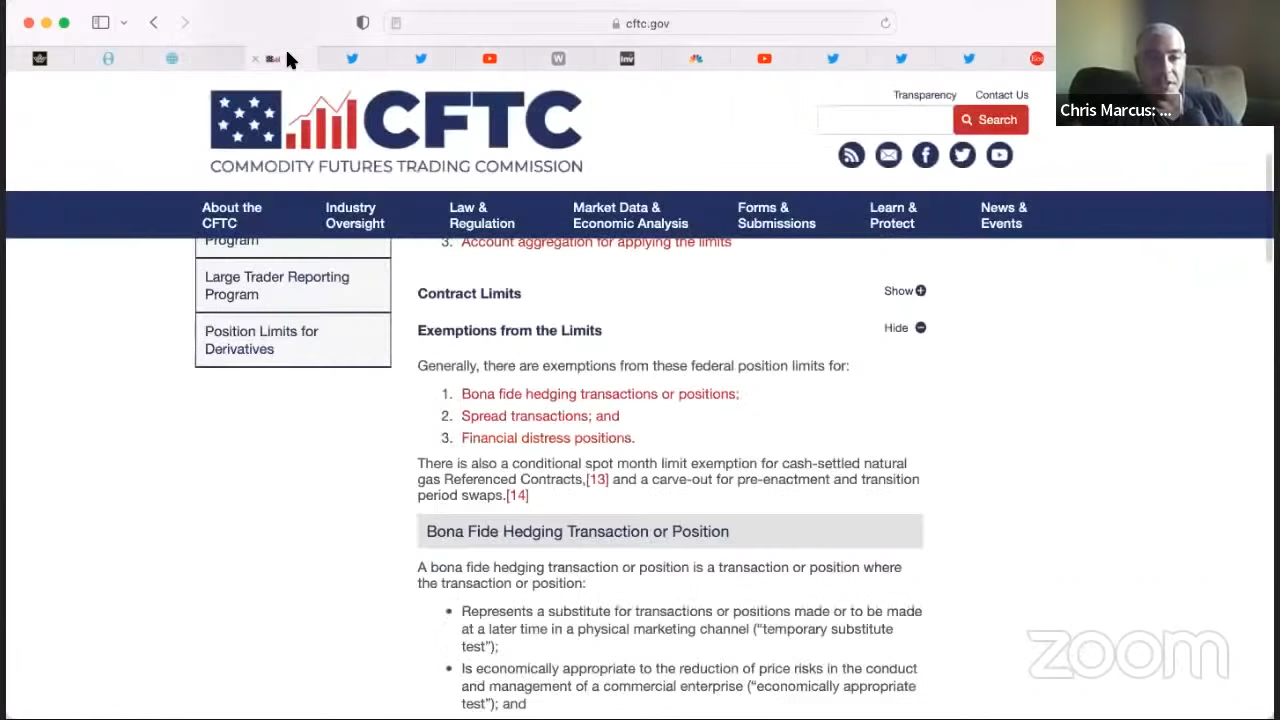 cftc.gov
W
Inv
Chris Marcus: ...
Transparency
Contact Us
CFTC
COMMODITY FUTURES TRADING COMMISSION
Search
About the
CFTC
Industry
Oversight
Law &
Regulation
Market Data &
Economic Analysis
Forms &
Submissions
Learn &
Protect
News &
Events
Program
Large Trader Reporting
Program
Position Limits for
Derivatives
3. Account aggregation for applying the limits
Contract Limits
Show
Exemptions from the Limits
Hide
Generally, there are exemptions from these federal position limits for:
1. Bona fide hedging transactions or positions;
2. Spread transactions; and
3. Financial distress positions.
There is also a conditional spot month limit exemption for cash-settled natural
gas Referenced Contracts,[13] and a carve-out for pre-enactment and transition
period swaps.[14]
Bona Fide Hedging Transaction or Position
A bona fide hedging transaction or position is a transaction or position where
the transaction or position:
• Represents a substitute for transactions or positions made or to be made
at a later time in a physical marketing channel (“temporary substitute
test”);
• Is economically appropriate to the reduction of price risks in the conduct
and management of a commercial enterprise (“economically appropriate
test”); and
zoom